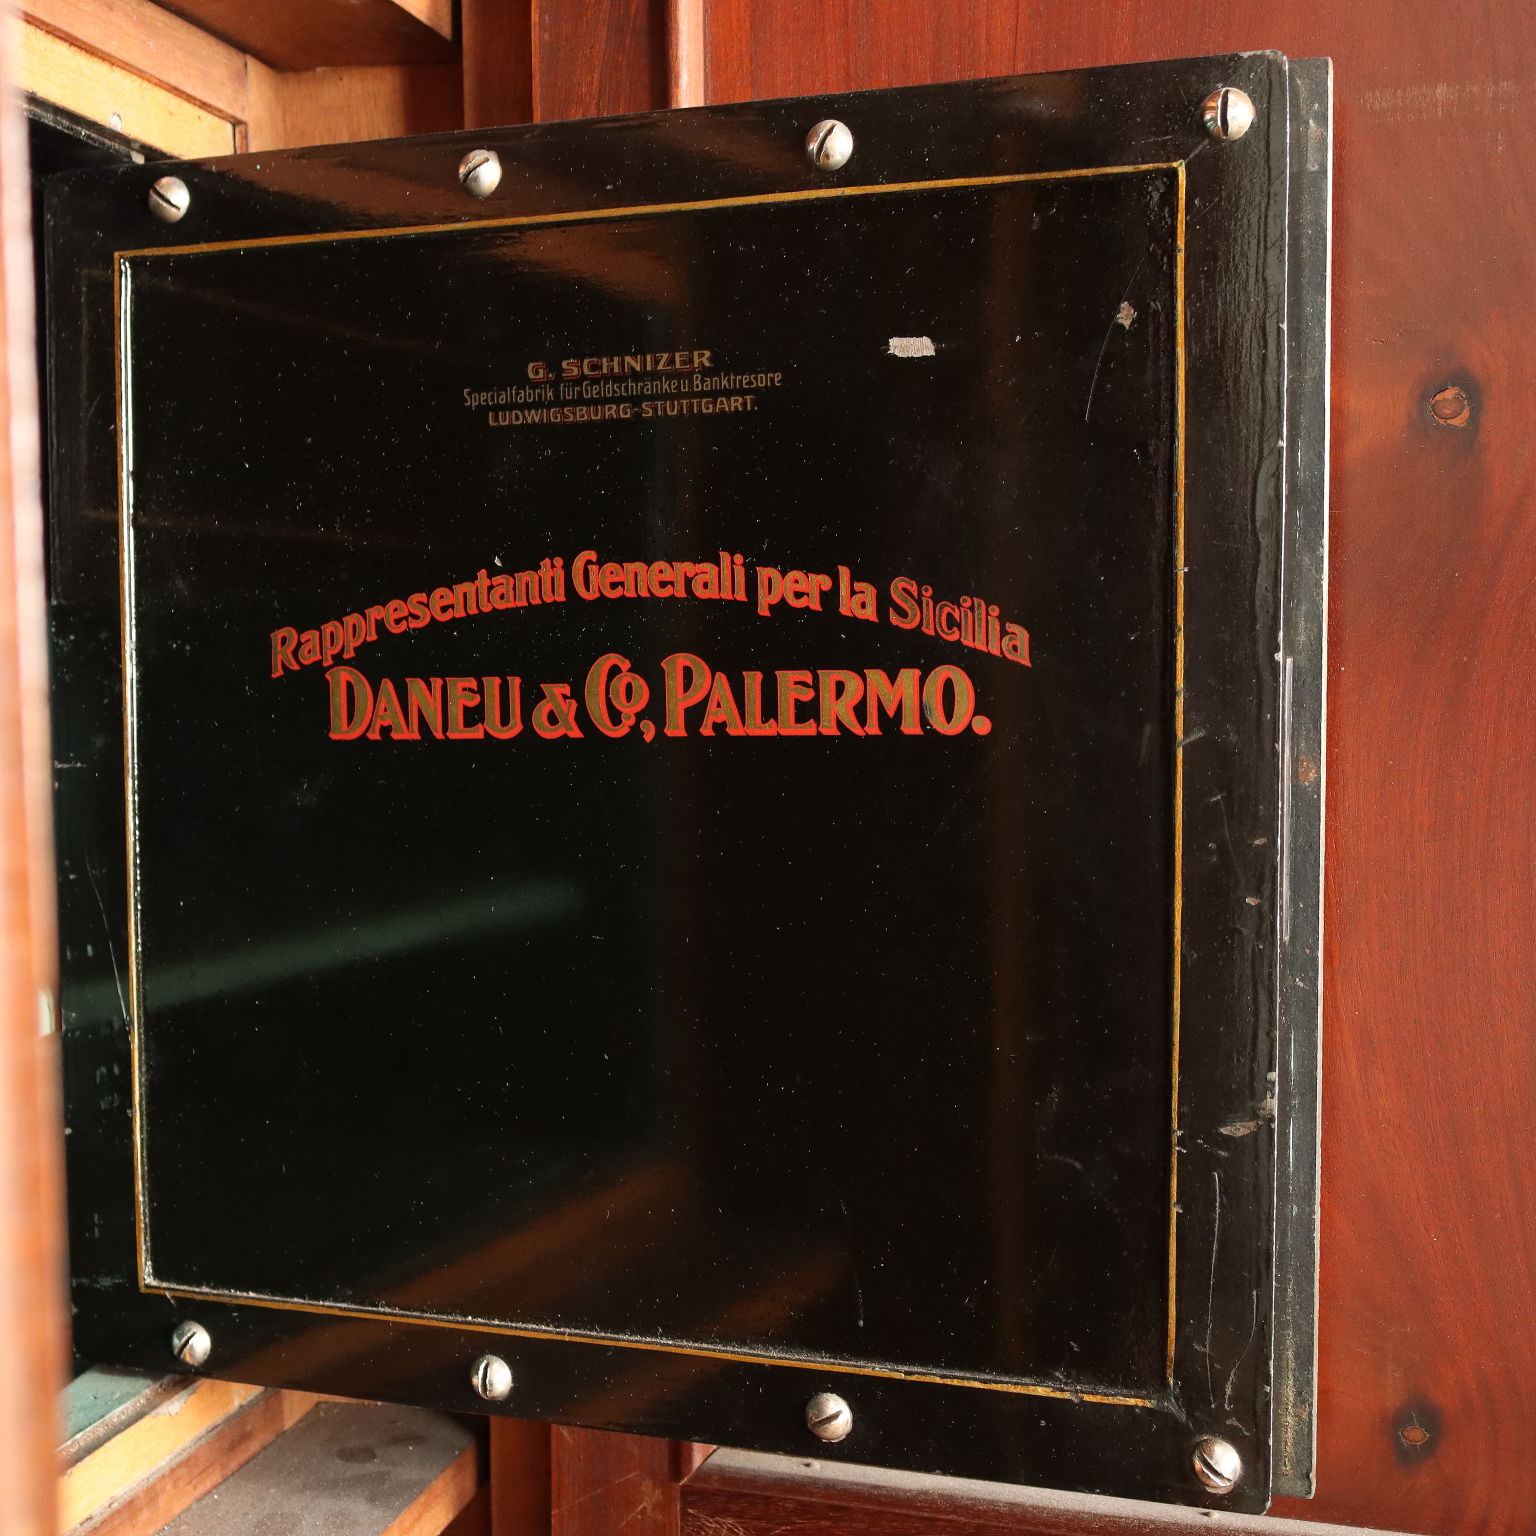 G. SCHNIZER
Specialfabrik für Geldschränke u. Banktresore
LUDWIGSBURG-STUTTGART.
Rappresentanti Generali per la Sicilia
DANEU & Co, PALERMO.